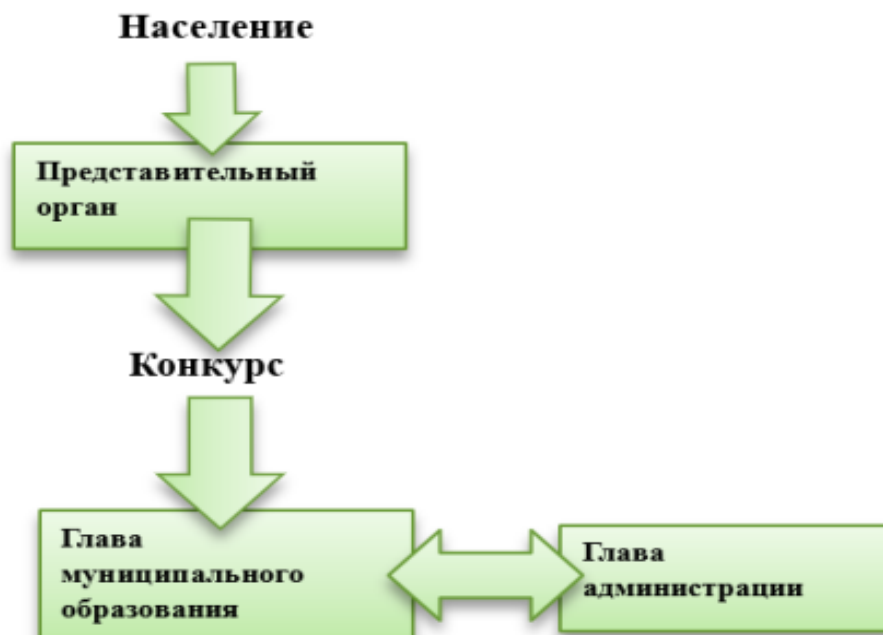 Население
Представительный
орган
Конкурс
Глава
муниципального
образования
Глава
администрации